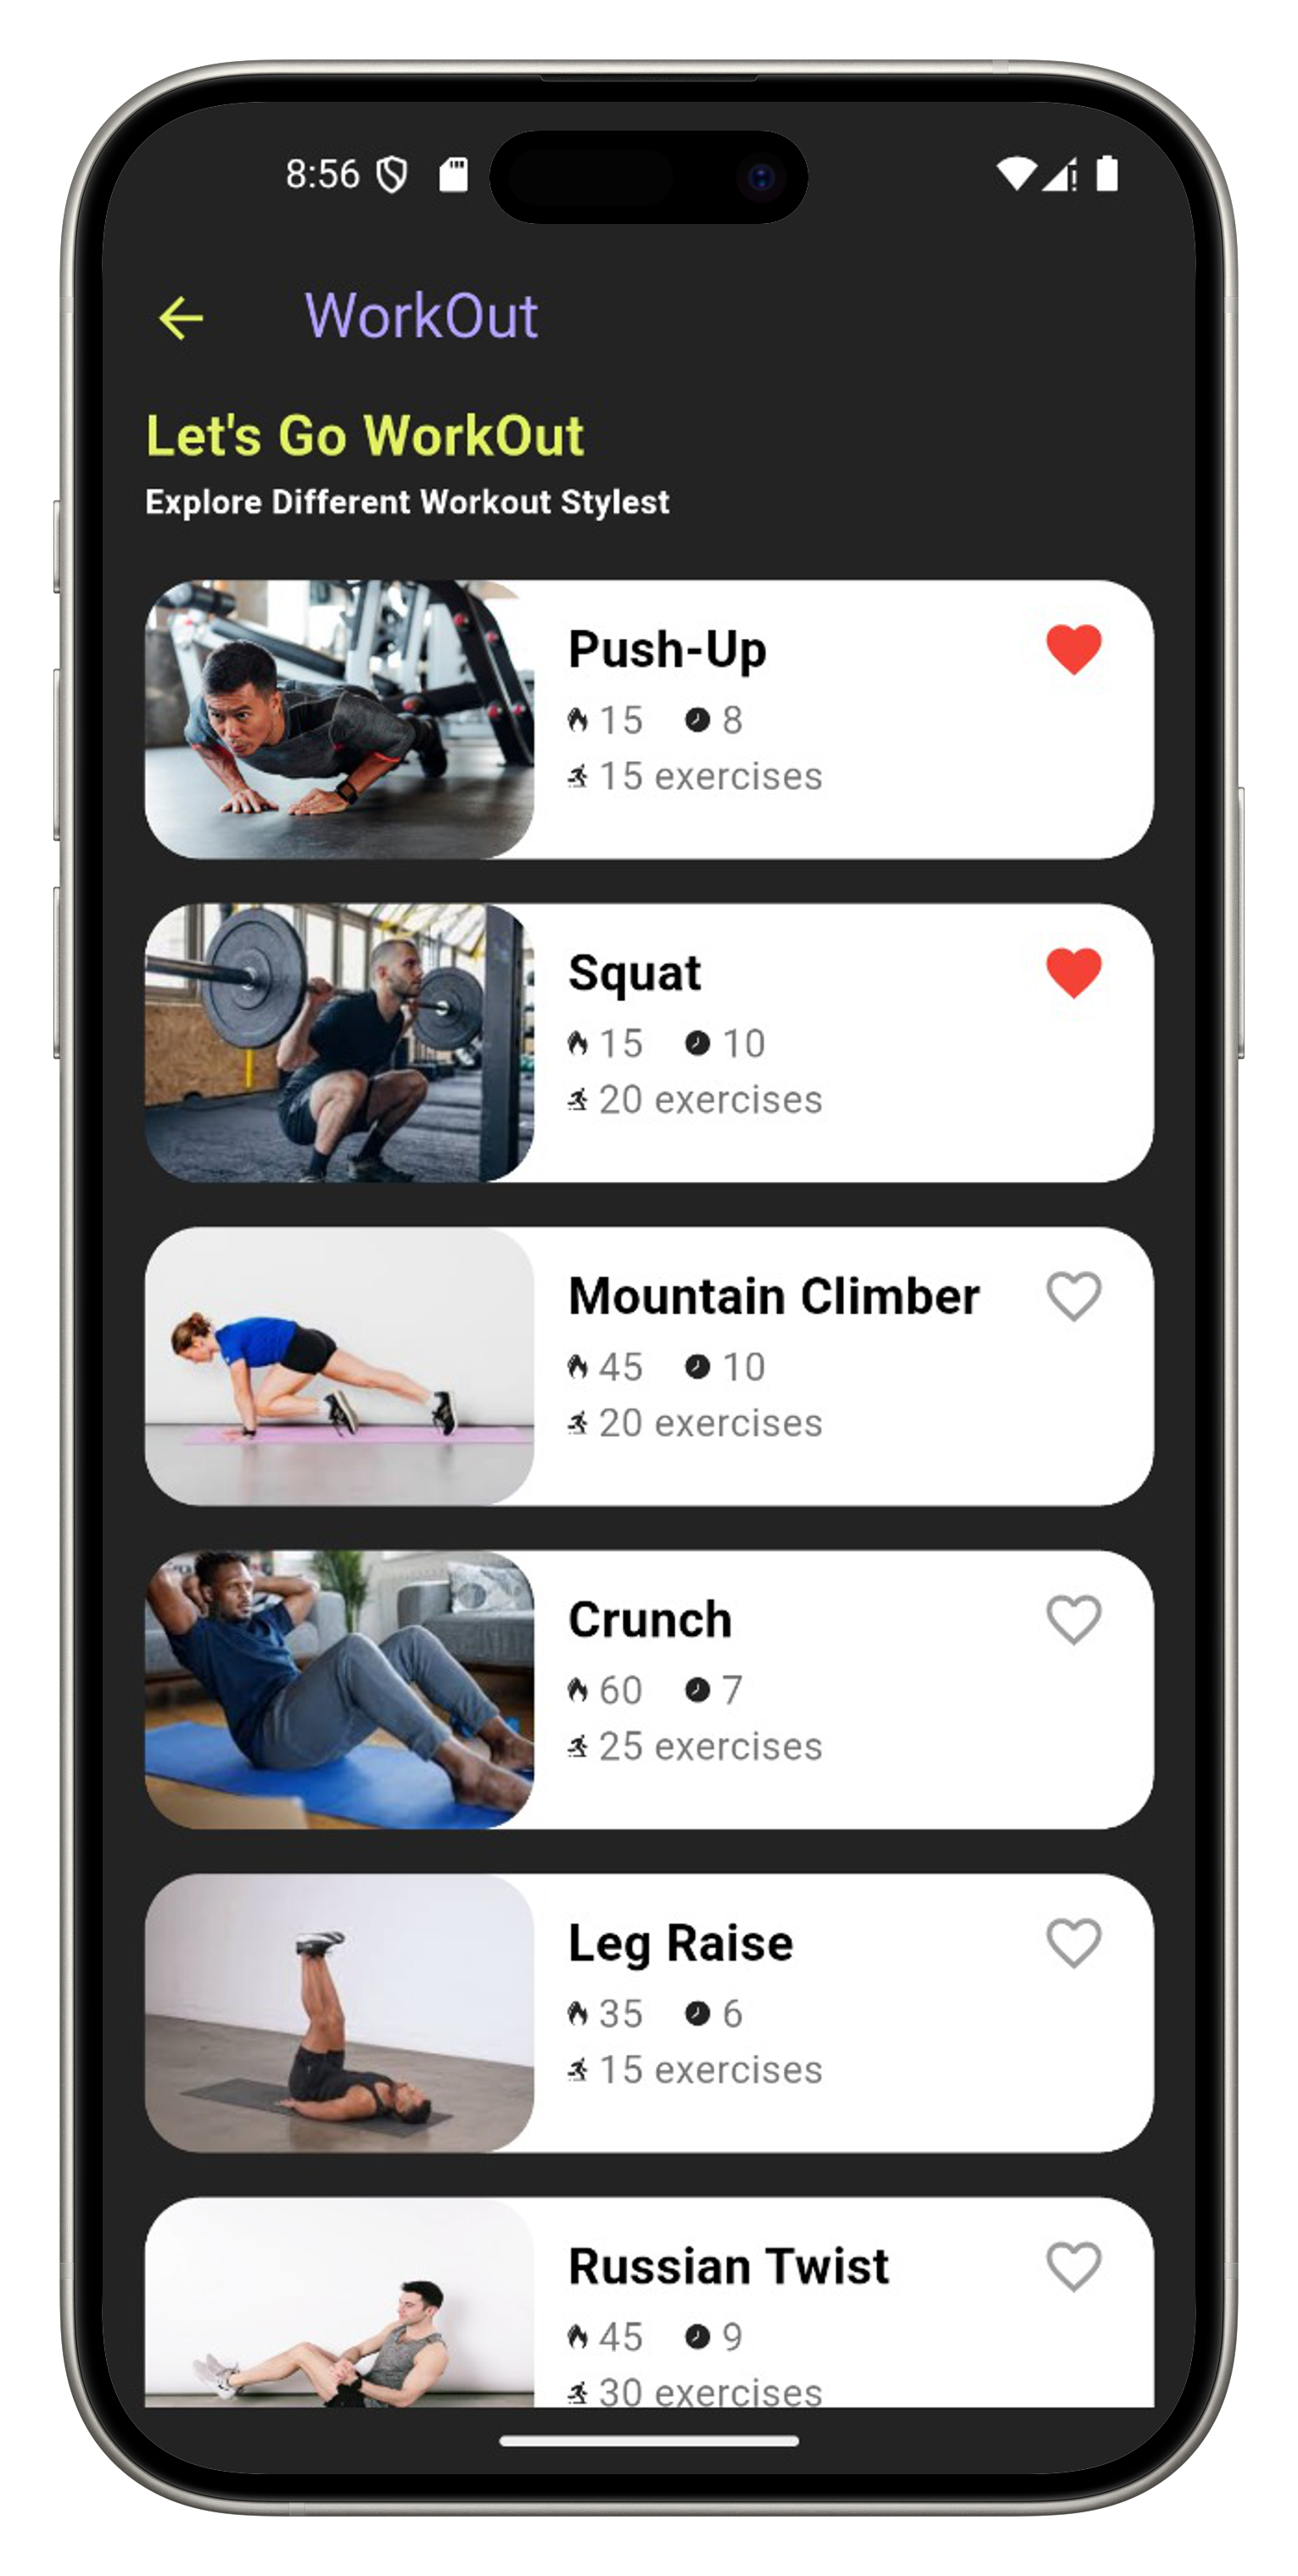 8:56
WorkOut
Let's Go WorkOut
Explore Different Workout Stylest
Push-Up
15 8
15 exercises
Squat
15 10
20 exercises
Mountain Climber
45 10
20 exercises
Crunch
60 7
25 exercises
Leg Raise
35 6
15 exercises
Russian Twist
45 9
30 exercises